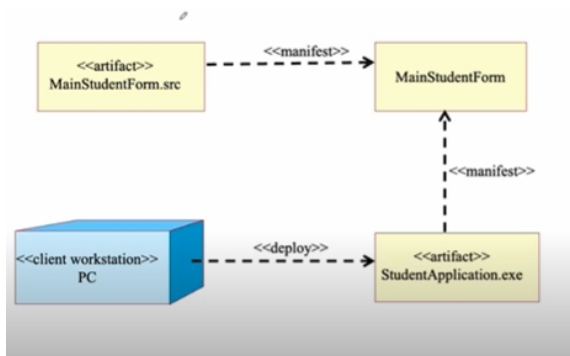 <<manifest>>
<<artifact>>
MainStudentForm.src
MainStudentForm
<<manifest>>
<<client workstation>>
PC
<<deploy>>
<<artifact>>
StudentApplication.exe